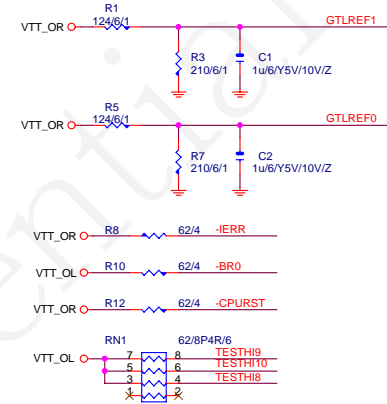 R1
VTT_OR 124/6/1 GTLREF1
R3 C1
210/6/1 1u/6/Y5V/10V/Z
R5
VTT_OR 124/6/1 GTLREF0
R7 C2
210/6/1 1u/6/Y5V/10V/Z
VTT_OR R8 62/4 -IERR
VTT_OL R10 62/4 -BR0
VTT_OR R12 62/4 -CPURST
RN1 62/8P4R/6
VTT_OL 7 8 TESTHI9
5 6 TESTHI10
3 4 TESTHI8
1 2